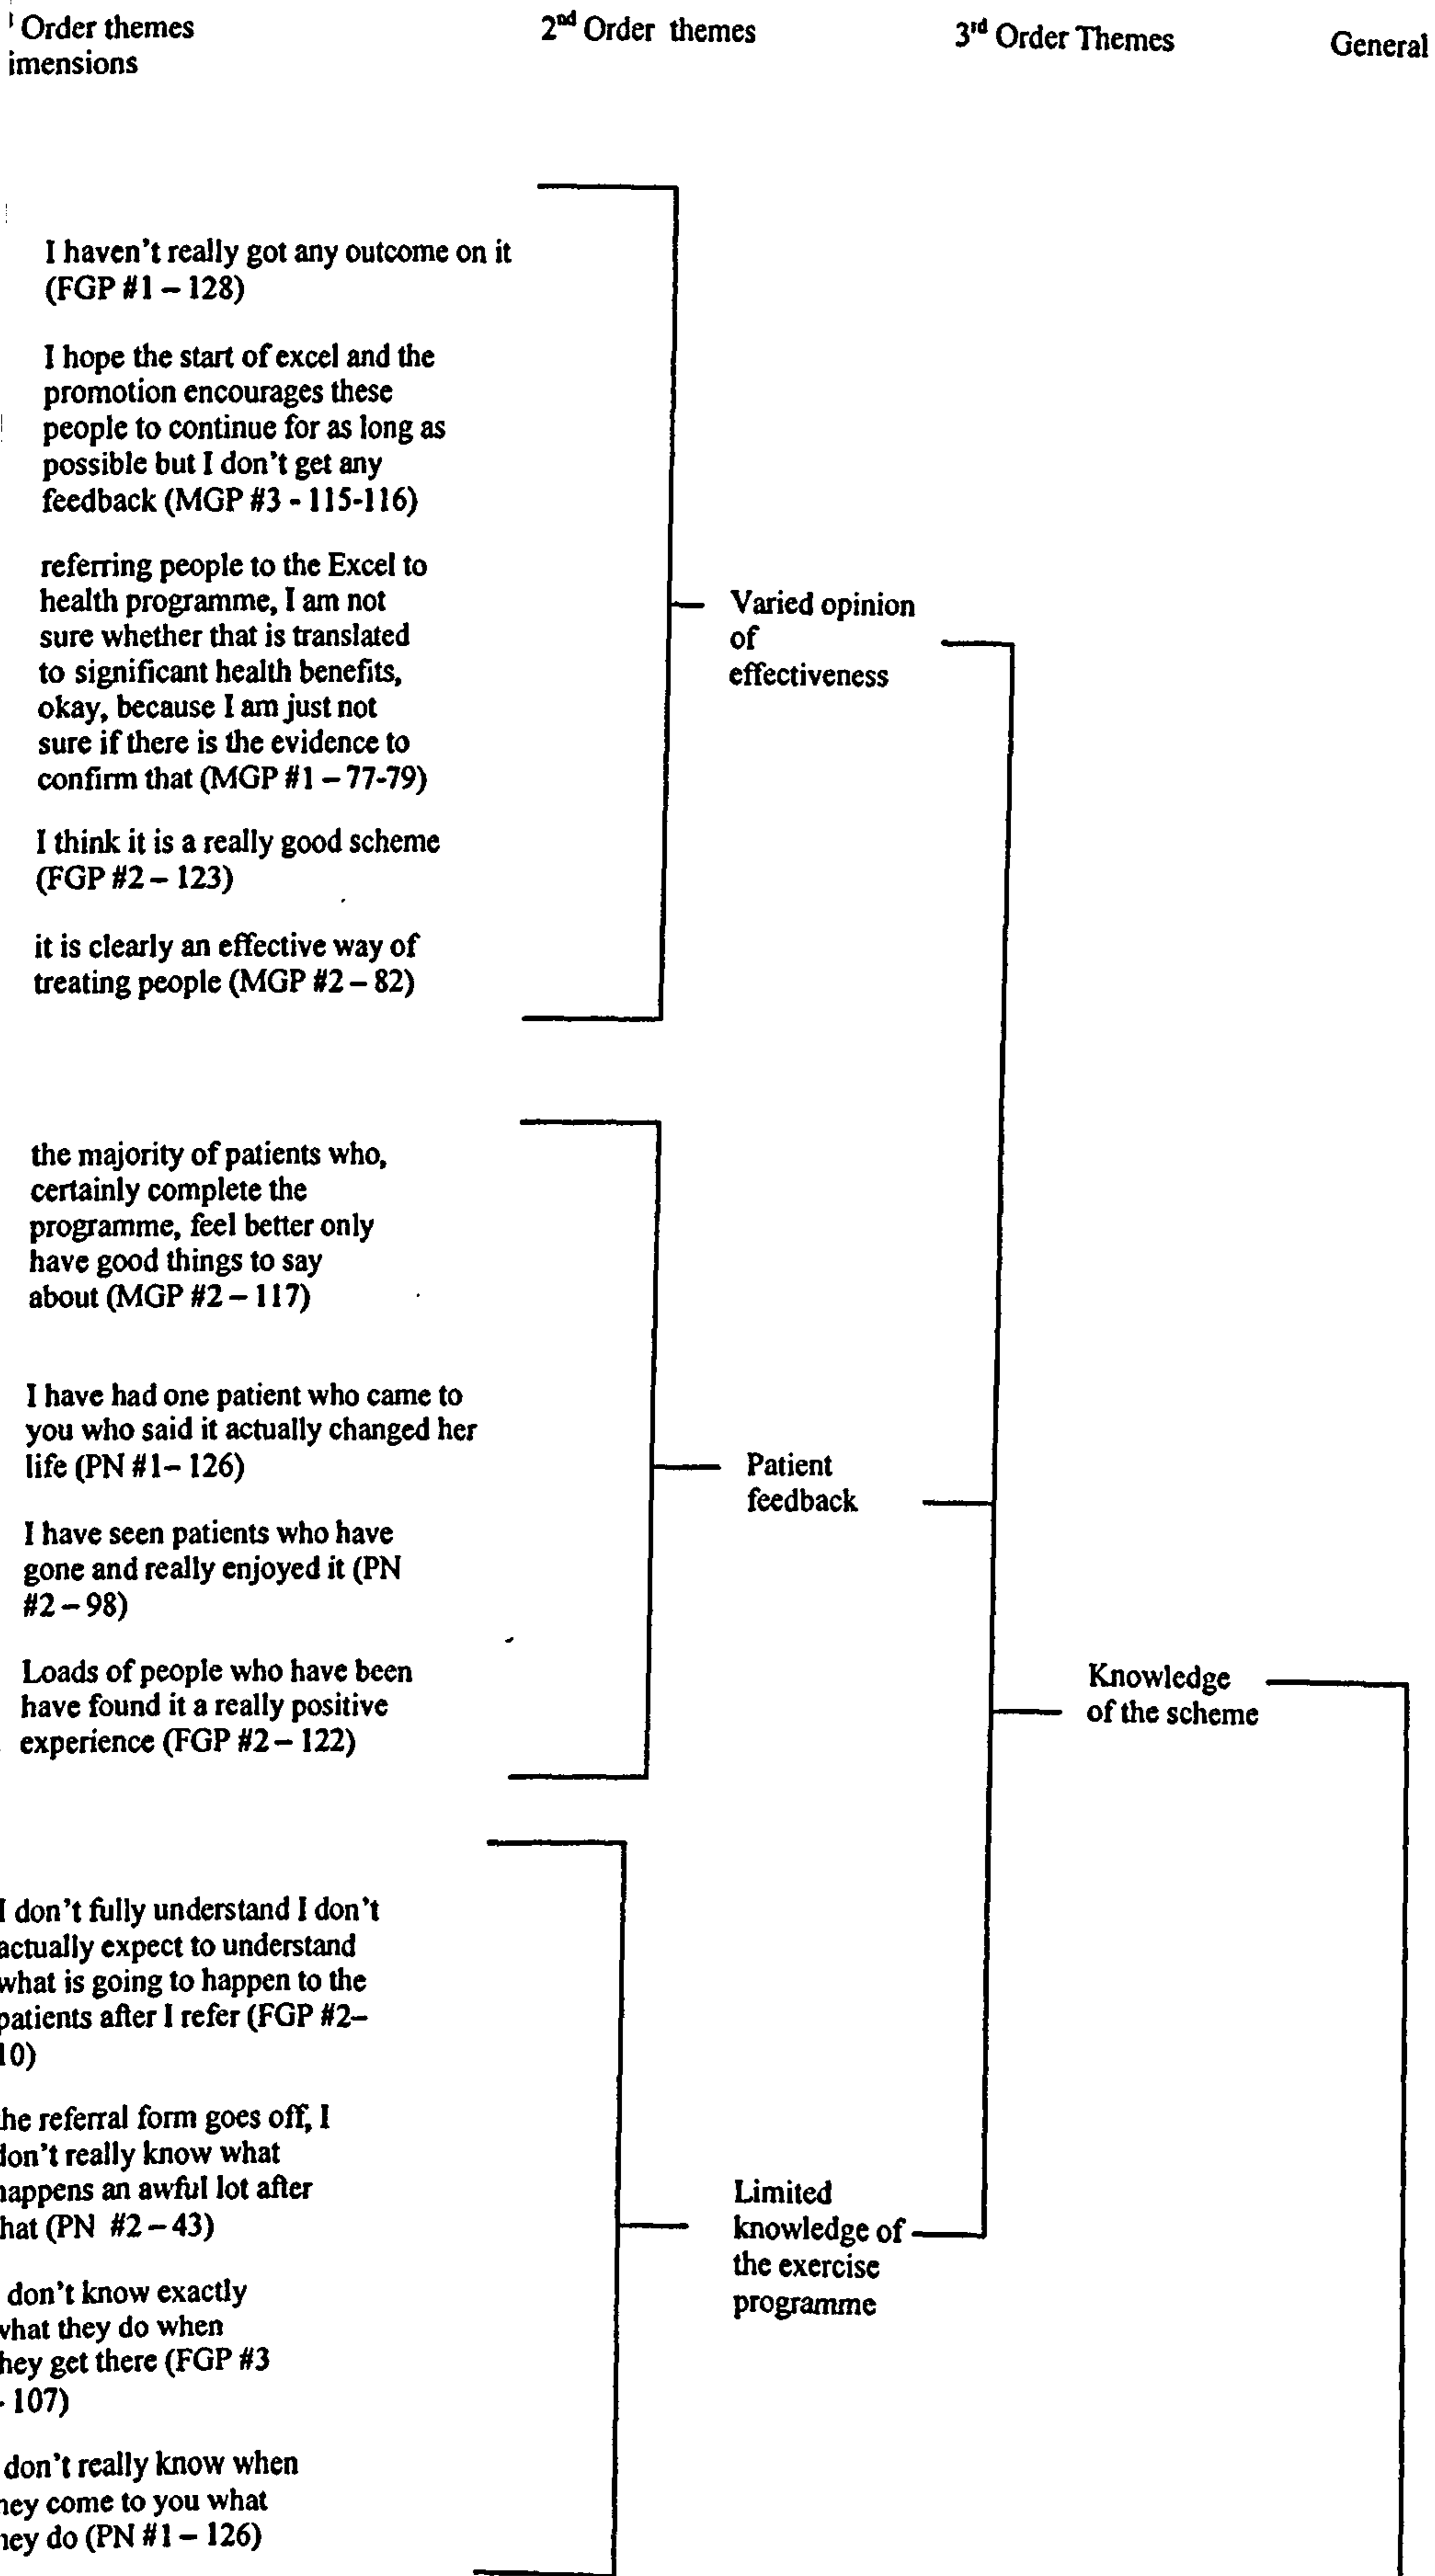 Order themes
imensions
2nd Order themes
3rd Order Themes
General
I haven't really got any outcome on it
(FGP #1 – 128)
I hope the start of excel and the
promotion encourages these
people to continue for as long as
possible but I don't get any
feedback (MGP #3 - 115-116)
referring people to the Excel to
health programme, I am not
sure whether that is translated
to significant health benefits,
okay, because I am just not
sure if there is the evidence to
confirm that (MGP #1 – 77-79)
I think it is a really good scheme
(FGP #2 – 123)
it is clearly an effective way of
treating people (MGP #2 – 82)
Varied opinion
of
effectiveness
the majority of patients who,
certainly complete the
programme, feel better only
have good things to say
about (MGP #2 – 117)
I have had one patient who came to
you who said it actually changed her
life (PN #1– 126)
I have seen patients who have
gone and really enjoyed it (PN
#2 – 98)
Loads of people who have been
have found it a really positive
experience (FGP #2 – 122)
Patient
feedback
Knowledge
of the scheme
I don't fully understand I don't
actually expect to understand
what is going to happen to the
patients after I refer (FGP #2–
10)
he referral form goes off, I
don't really know what
happens an awful lot after
hat (PN #2 – 43)
don't know exactly
what they do when
hey get there (FGP #3
- 107)
don't really know when
hey come to you what
hey do (PN #1 – 126)
Limited
knowledge of
the exercise
programme